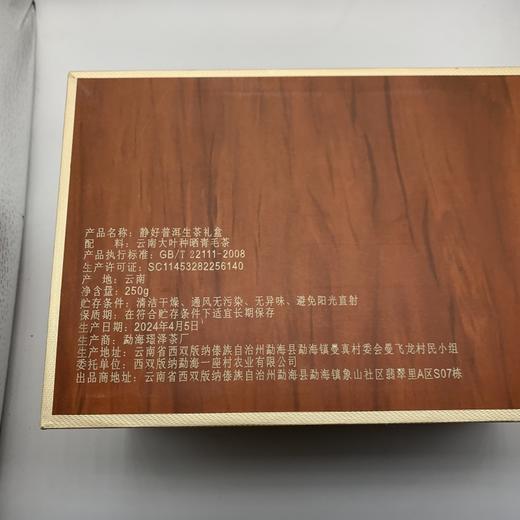 产品名称：静好普洱生茶礼盒
配　　料：云南大叶种晒青毛茶
产品执行标准：GB/T 22111-2008
生产许可证：SC11453282256140
产　　地：云南
净含量：250g
贮存条件：清洁干燥、通风无污染、无异味、避免阳光直射
保质期：在符合贮存条件下适宜长期保存
生产日期：2024年4月5日
生产商：勐海瑾泽茶厂
生产地址：云南省西双版纳傣族自治州勐海县勐海镇曼真村委会曼飞龙村民小组
委托单位：西双版纳勐海一座村农业有限公司
出品商地址：云南省西双版纳傣族自治州勐海县勐海镇象山社区翡翠里A区S07栋